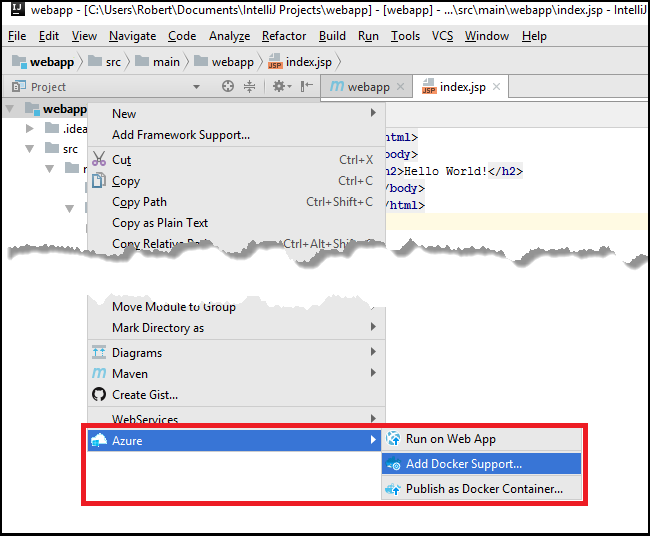 webapp - [C:\Users\Robert\Documents\IntelliJ Projects\webapp] - [webapp] - ...\src\main\webapp\index.jsp - IntelliJ
File Edit View Navigate Code Analyze Refactor Build Run Tools VCS Window Help
webapp src main webapp index.jsp
Project webapp index.jsp
webapp
New
.idea
Add Framework Support...
html>
src
Cut Ctrl+X
body>
Copy Ctrl+C
h2>Hello World!</h2>
Copy Path Ctrl+Shift+C
/body>
/html>
Copy as Plain Text
Copy Relative Ctrl+Alt+Shift
Move Module to Group
Mark Directory as
Diagrams
Maven
Create Gist...
WebServices
Azure
Run on Web App
Add Docker Support...
Publish as Docker Container...